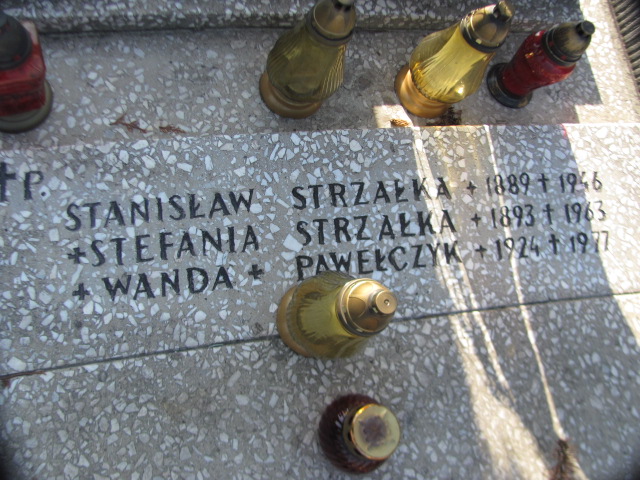 †P.
STANISŁAW STRZAŁKA +1889 †1946
+STEFANIA STRZAŁKA +1893 †1963
+WANDA + PAWEŁCZYK +1924 †1977